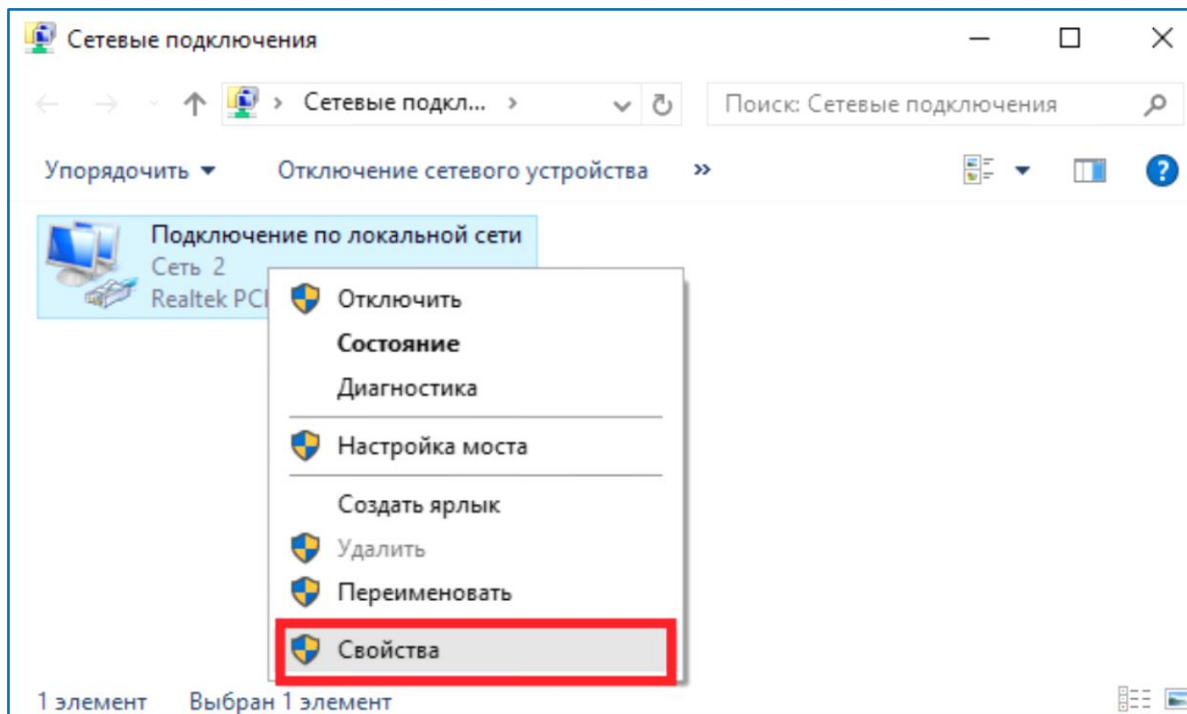 Сетевые подключения
Сетевые подкл...
Поиск: Сетевые подключения
Упорядочить
Отключение сетевого устройства
»
Подключение по локальной сети
Сеть 2
Realtek PCI
Отключить
Состояние
Диагностика
Настройка моста
Создать ярлык
Удалить
Переименовать
Свойства
1 элемент
Выбран 1 элемент